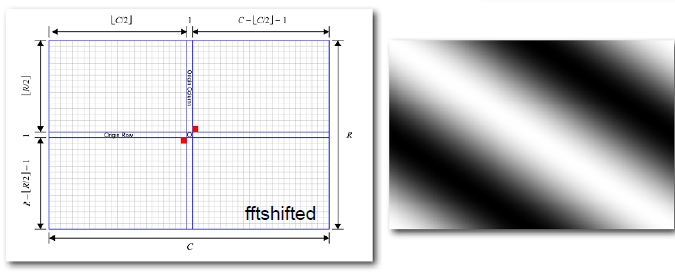 ⌊C/2⌋ 1 C − ⌊C/2⌋ − 1
⌊R/2⌋
Origin Column
1 Origin Row O R
R − ⌊R/2⌋ − 1
fftshifted
C